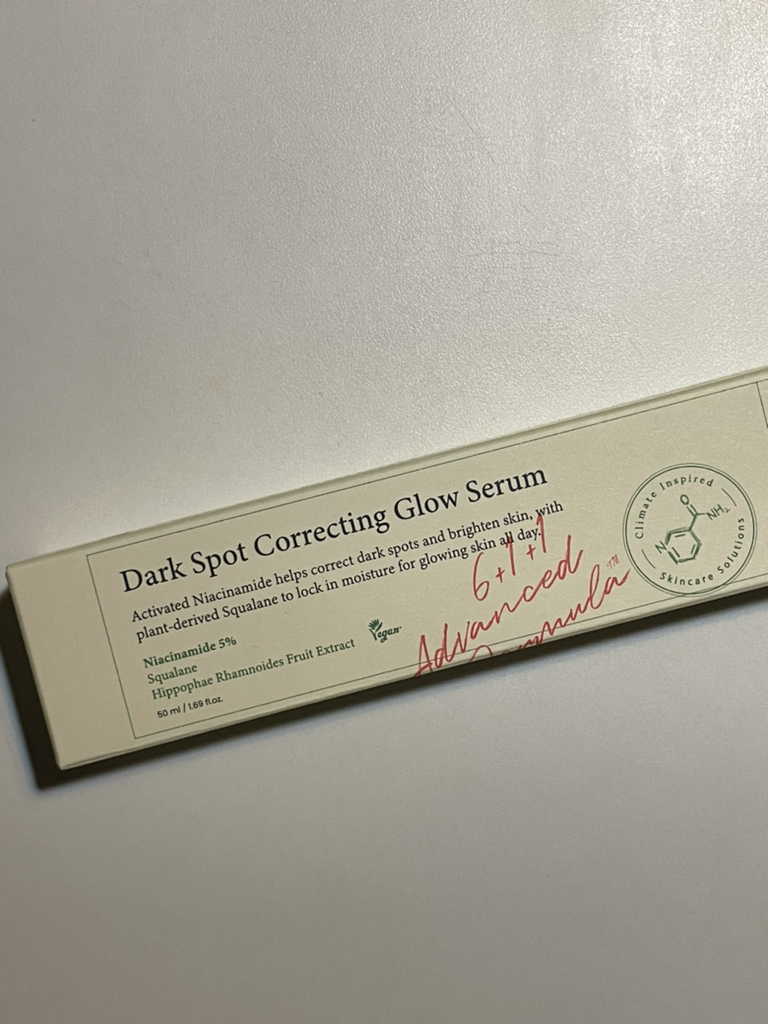 Dark Spot Correcting Glow Serum
Activated Niacinamide helps correct dark spots and brighten skin, with
plant-derived Squalane to lock in moisture for glowing skin all day.
Niacinamide 5%
Squalane
Hippophae Rhamnoides Fruit Extract
Vegan
50 ml / 1.69 fl.oz.
6+1+1
Advanced
Formula™
Climate Inspired
O
NH₂
N
Skincare Solutions